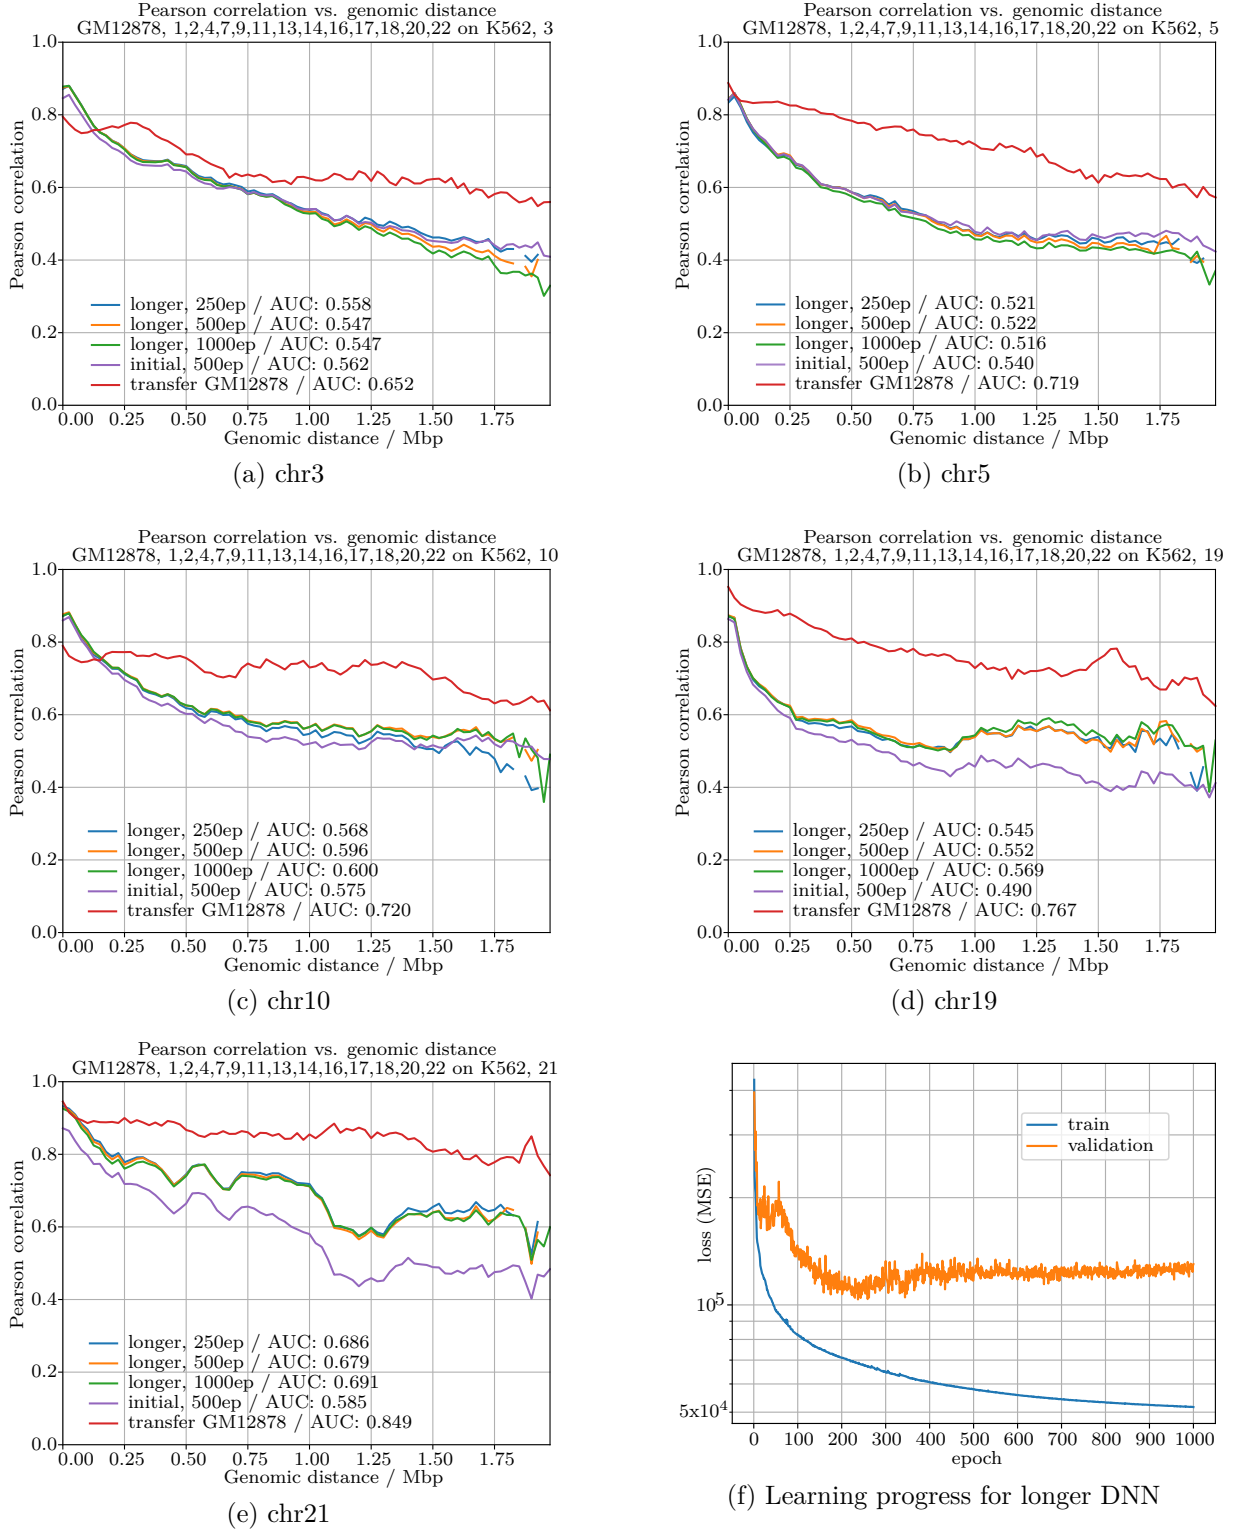 Pearson correlation vs. genomic distance
GM12878, 1,2,4,7,9,11,13,14,16,17,18,20,22 on K562, 3
1.0
0.8
0.6
0.4
0.2
0.0
Pearson correlation
longer, 250ep / AUC: 0.558
longer, 500ep / AUC: 0.547
longer, 1000ep / AUC: 0.547
initial, 500ep / AUC: 0.562
transfer GM12878 / AUC: 0.652
0.00 0.25 0.50 0.75 1.00 1.25 1.50 1.75
Genomic distance / Mbp
(a) chr3
Pearson correlation vs. genomic distance
GM12878, 1,2,4,7,9,11,13,14,16,17,18,20,22 on K562, 5
1.0
0.8
0.6
0.4
0.2
0.0
Pearson correlation
longer, 250ep / AUC: 0.521
longer, 500ep / AUC: 0.522
longer, 1000ep / AUC: 0.516
initial, 500ep / AUC: 0.540
transfer GM12878 / AUC: 0.719
0.00 0.25 0.50 0.75 1.00 1.25 1.50 1.75
Genomic distance / Mbp
(b) chr5
Pearson correlation vs. genomic distance
GM12878, 1,2,4,7,9,11,13,14,16,17,18,20,22 on K562, 10
1.0
0.8
0.6
0.4
0.2
0.0
Pearson correlation
longer, 250ep / AUC: 0.568
longer, 500ep / AUC: 0.596
longer, 1000ep / AUC: 0.600
initial, 500ep / AUC: 0.575
transfer GM12878 / AUC: 0.720
0.00 0.25 0.50 0.75 1.00 1.25 1.50 1.75
Genomic distance / Mbp
(c) chr10
Pearson correlation vs. genomic distance
GM12878, 1,2,4,7,9,11,13,14,16,17,18,20,22 on K562, 19
1.0
0.8
0.6
0.4
0.2
0.0
Pearson correlation
longer, 250ep / AUC: 0.545
longer, 500ep / AUC: 0.552
longer, 1000ep / AUC: 0.569
initial, 500ep / AUC: 0.490
transfer GM12878 / AUC: 0.767
0.00 0.25 0.50 0.75 1.00 1.25 1.50 1.75
Genomic distance / Mbp
(d) chr19
Pearson correlation vs. genomic distance
GM12878, 1,2,4,7,9,11,13,14,16,17,18,20,22 on K562, 21
1.0
0.8
0.6
0.4
0.2
0.0
Pearson correlation
longer, 250ep / AUC: 0.686
longer, 500ep / AUC: 0.679
longer, 1000ep / AUC: 0.691
initial, 500ep / AUC: 0.585
transfer GM12878 / AUC: 0.849
0.00 0.25 0.50 0.75 1.00 1.25 1.50 1.75
Genomic distance / Mbp
(e) chr21
train
validation
loss (MSE)
10⁵
5x10⁴
0 100 200 300 400 500 600 700 800 900 1000
epoch
(f) Learning progress for longer DNN